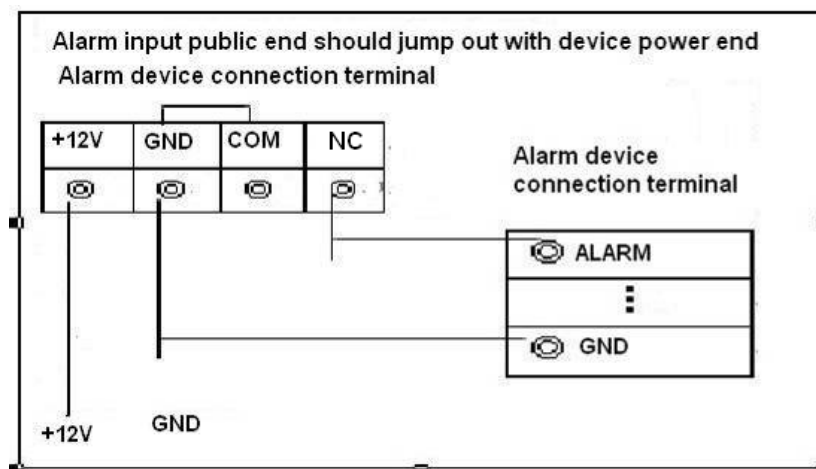 Alarm input public end should jump out with device power end
Alarm device connection terminal
+12V GND COM NC
Alarm device
connection terminal
ALARM
GND
+12V GND